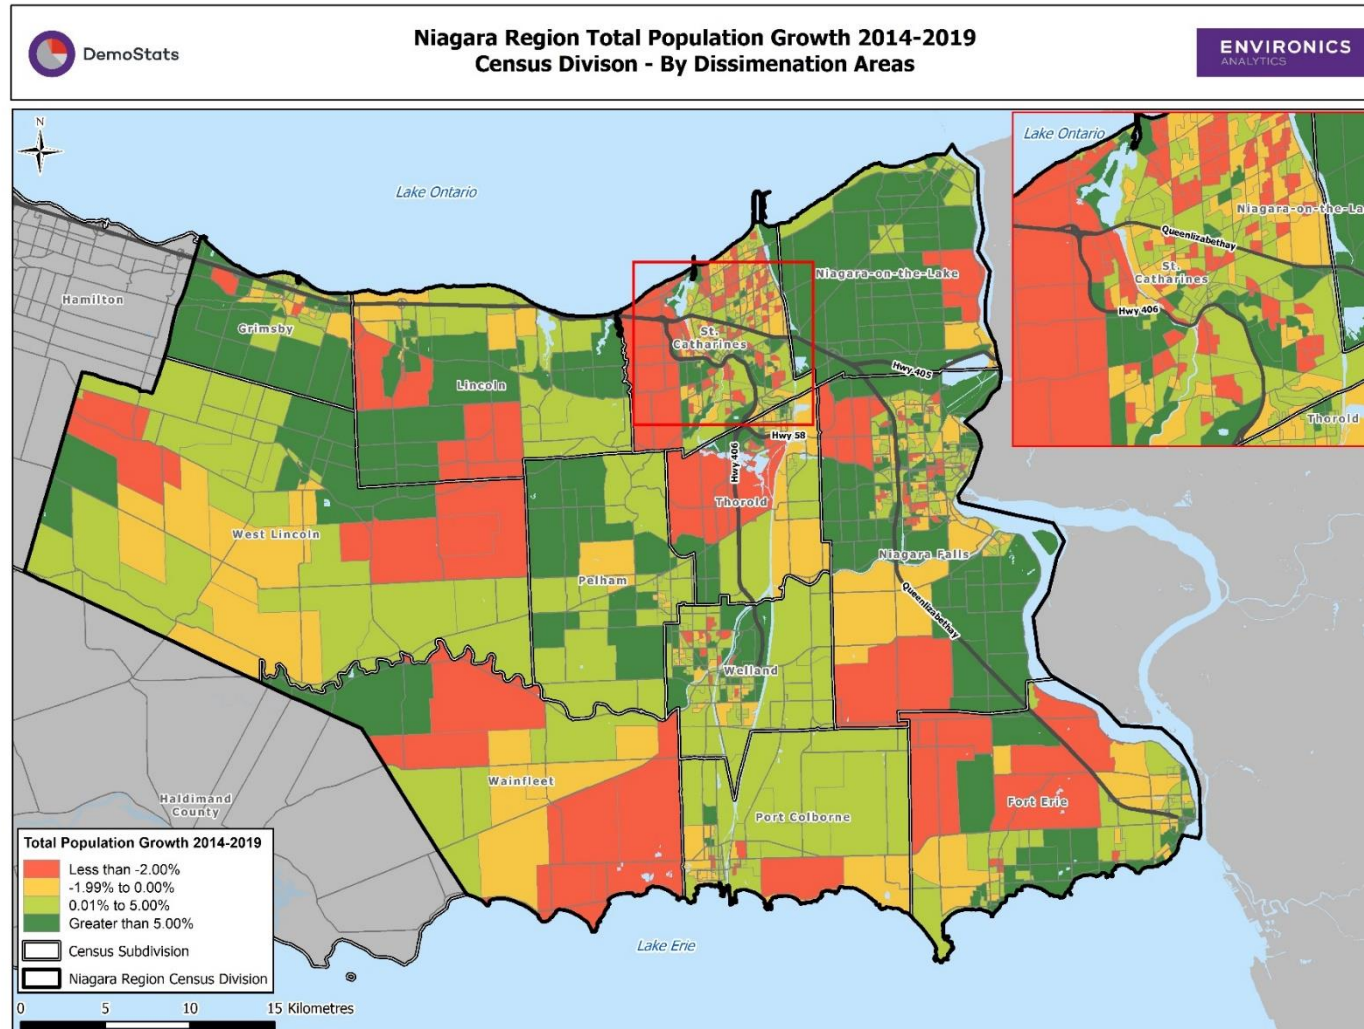 DemoStats
Niagara Region Total Population Growth 2014-2019
Census Divison - By Dissimenation Areas
ENVIRONICS
ANALYTICS
N
Lake Ontario
Lake Ontario
Niagara-on-the-La
Queenlizabethay
St.
Catharines
Hwy 406
Thorold
Hamilton
Grimsby
Niagara-on-the-Lake
St.
Catharines
Lincoln
Hwy 405
Hwy 58
Hwy 406
Thorold
West Lincoln
Pelham
Niagara Falls
Queenlizabethay
Welland
Wainfleet
Haldimand
County
Port Colborne
Fort Erie
Lake Erie
Total Population Growth 2014-2019
Less than -2.00%
-1.99% to 0.00%
0.01% to 5.00%
Greater than 5.00%
Census Subdivision
Niagara Region Census Division
0 5 10 15 Kilometres